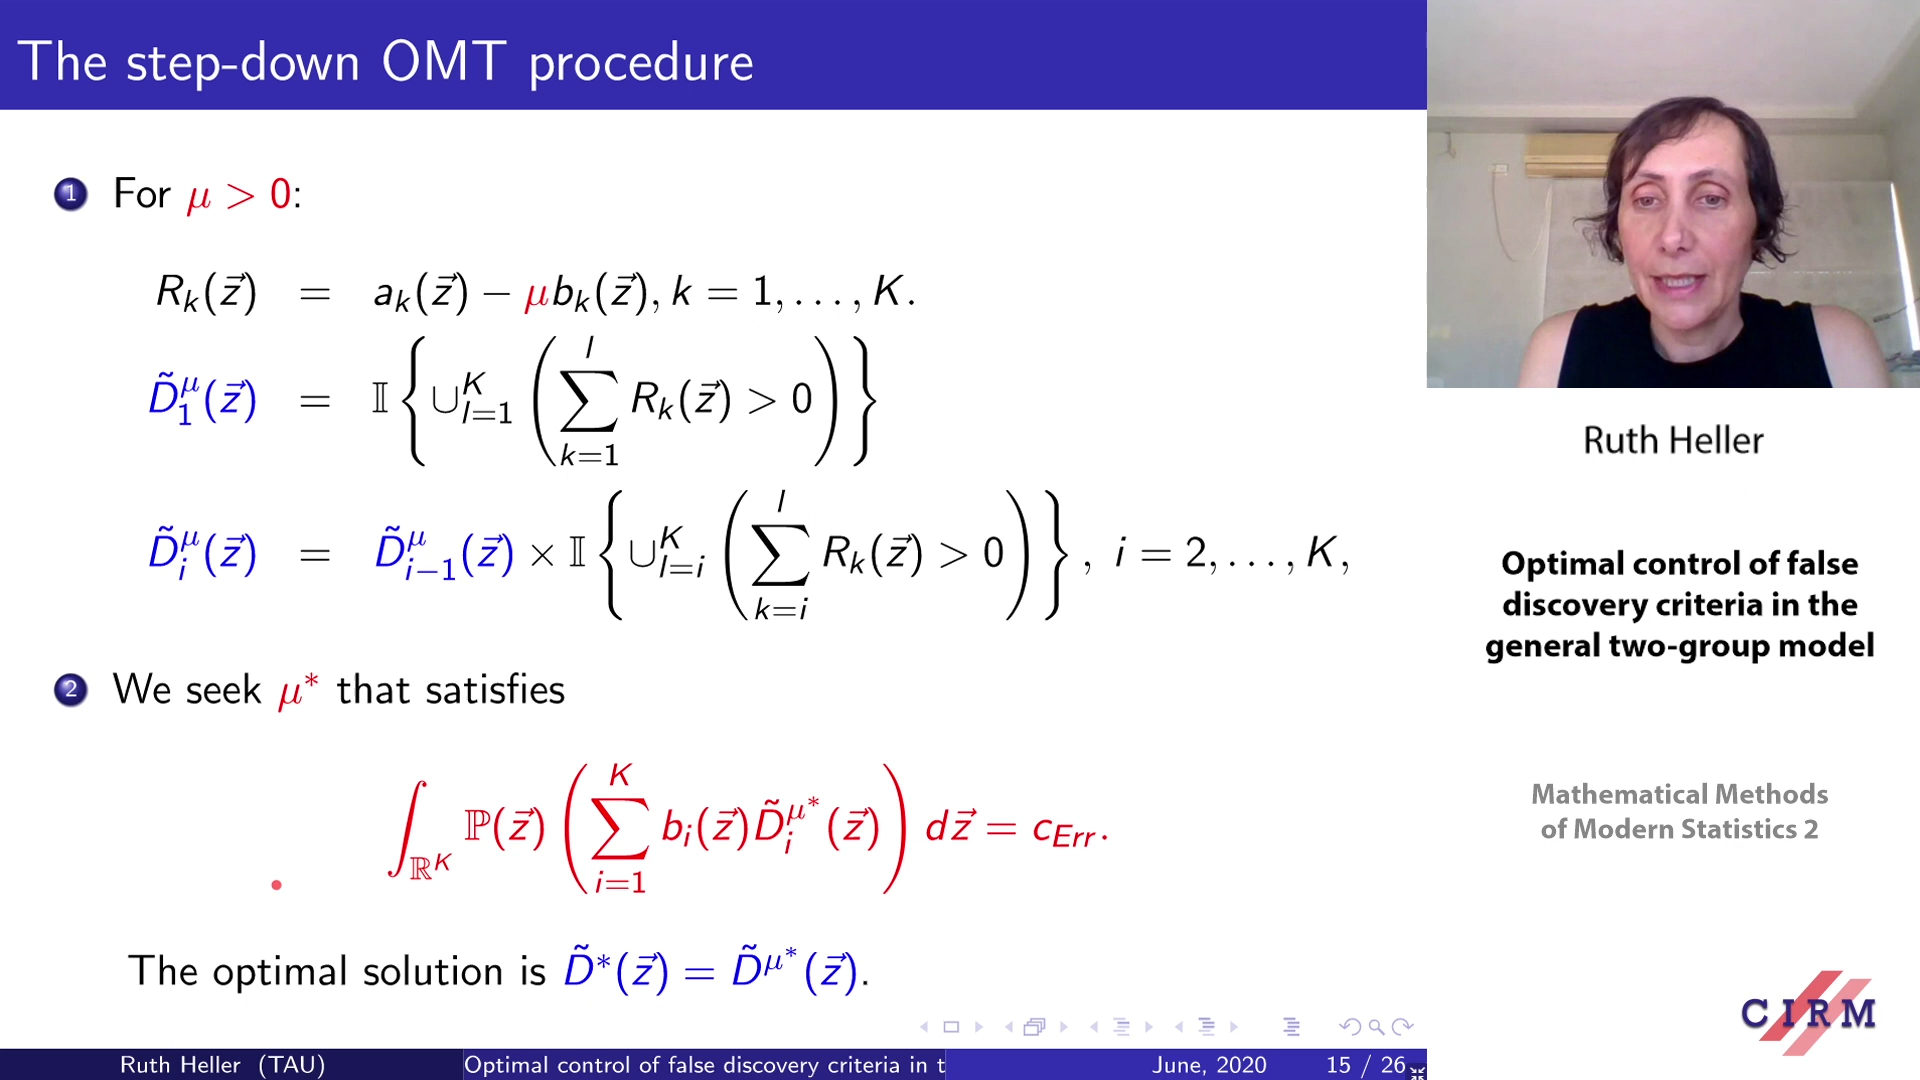 The step-down OMT procedure
1 For μ > 0:
R_k(z⃗) = a_k(z⃗) − μb_k(z⃗), k = 1, . . . , K.
D̃_1^μ(z⃗) = 𝕀 { ∪_{l=1}^K ( ∑_{k=1}^l R_k(z⃗) > 0 ) }
D̃_i^μ(z⃗) = D̃_{i−1}^μ(z⃗) × 𝕀 { ∪_{l=i}^K ( ∑_{k=i}^l R_k(z⃗) > 0 ) } , i = 2, . . . , K,
2 We seek μ* that satisfies
∫_{ℝ^K} ℙ(z⃗) ( ∑_{i=1}^K b_i(z⃗) D̃_i^{μ*}(z⃗) ) dz⃗ = c_{Err}.
The optimal solution is D̃*(z⃗) = D̃^{μ*}(z⃗).
Ruth Heller (TAU) Optimal control of false discovery criteria in t June, 2020 15 / 26
Ruth Heller
Optimal control of false
discovery criteria in the
general two-group model
Mathematical Methods
of Modern Statistics 2
CIRM